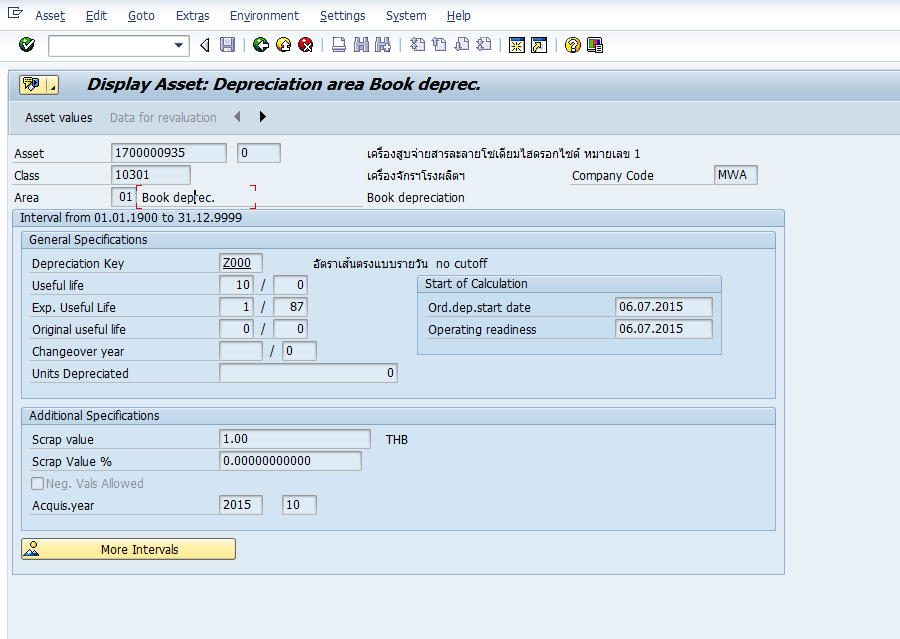 Asset Edit Goto Extras Environment Settings System Help
Display Asset: Depreciation area Book deprec.
Asset values Data for revaluation
Asset 1700000935 0 เครื่องสูบจ่ายสารละลายโซเดียมไฮดรอกไซด์ หมายเลข 1
Class 10301 เครื่องจักรฯโรงผลิตฯ Company Code MWA
Area 01 Book deprec. Book depreciation
Interval from 01.01.1900 to 31.12.9999
General Specifications
Depreciation Key Z000 อัตราเส้นตรงแบบรายวัน no cutoff
Useful life 10 / 0 Start of Calculation
Exp. Useful Life 1 / 87 Ord.dep.start date 06.07.2015
Original useful life 0 / 0 Operating readiness 06.07.2015
Changeover year / 0
Units Depreciated 0
Additional Specifications
Scrap value 1.00 THB
Scrap Value % 0.00000000000
Neg. Vals Allowed
Acquis.year 2015 10
More Intervals